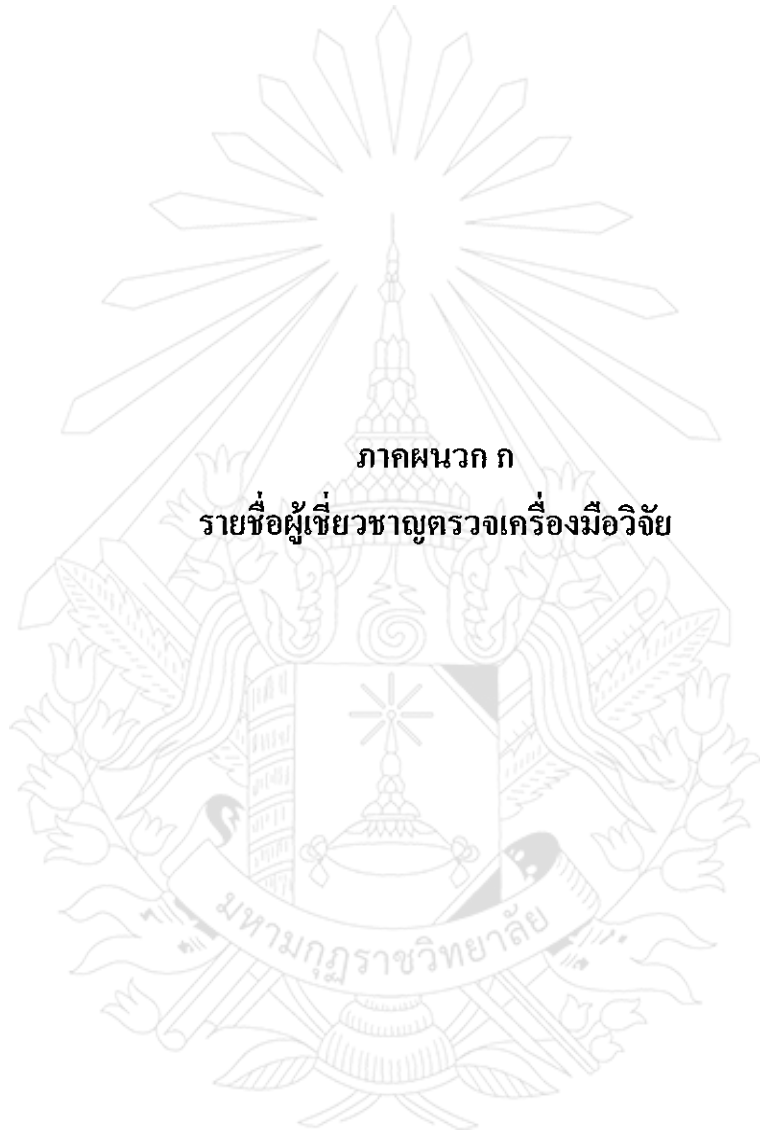 ภาคผนวก ก
รายชื่อผู้เชี่ยวชาญตรวจเครื่องมือวิจัย
มหามกุฏราชวิทยาลัย